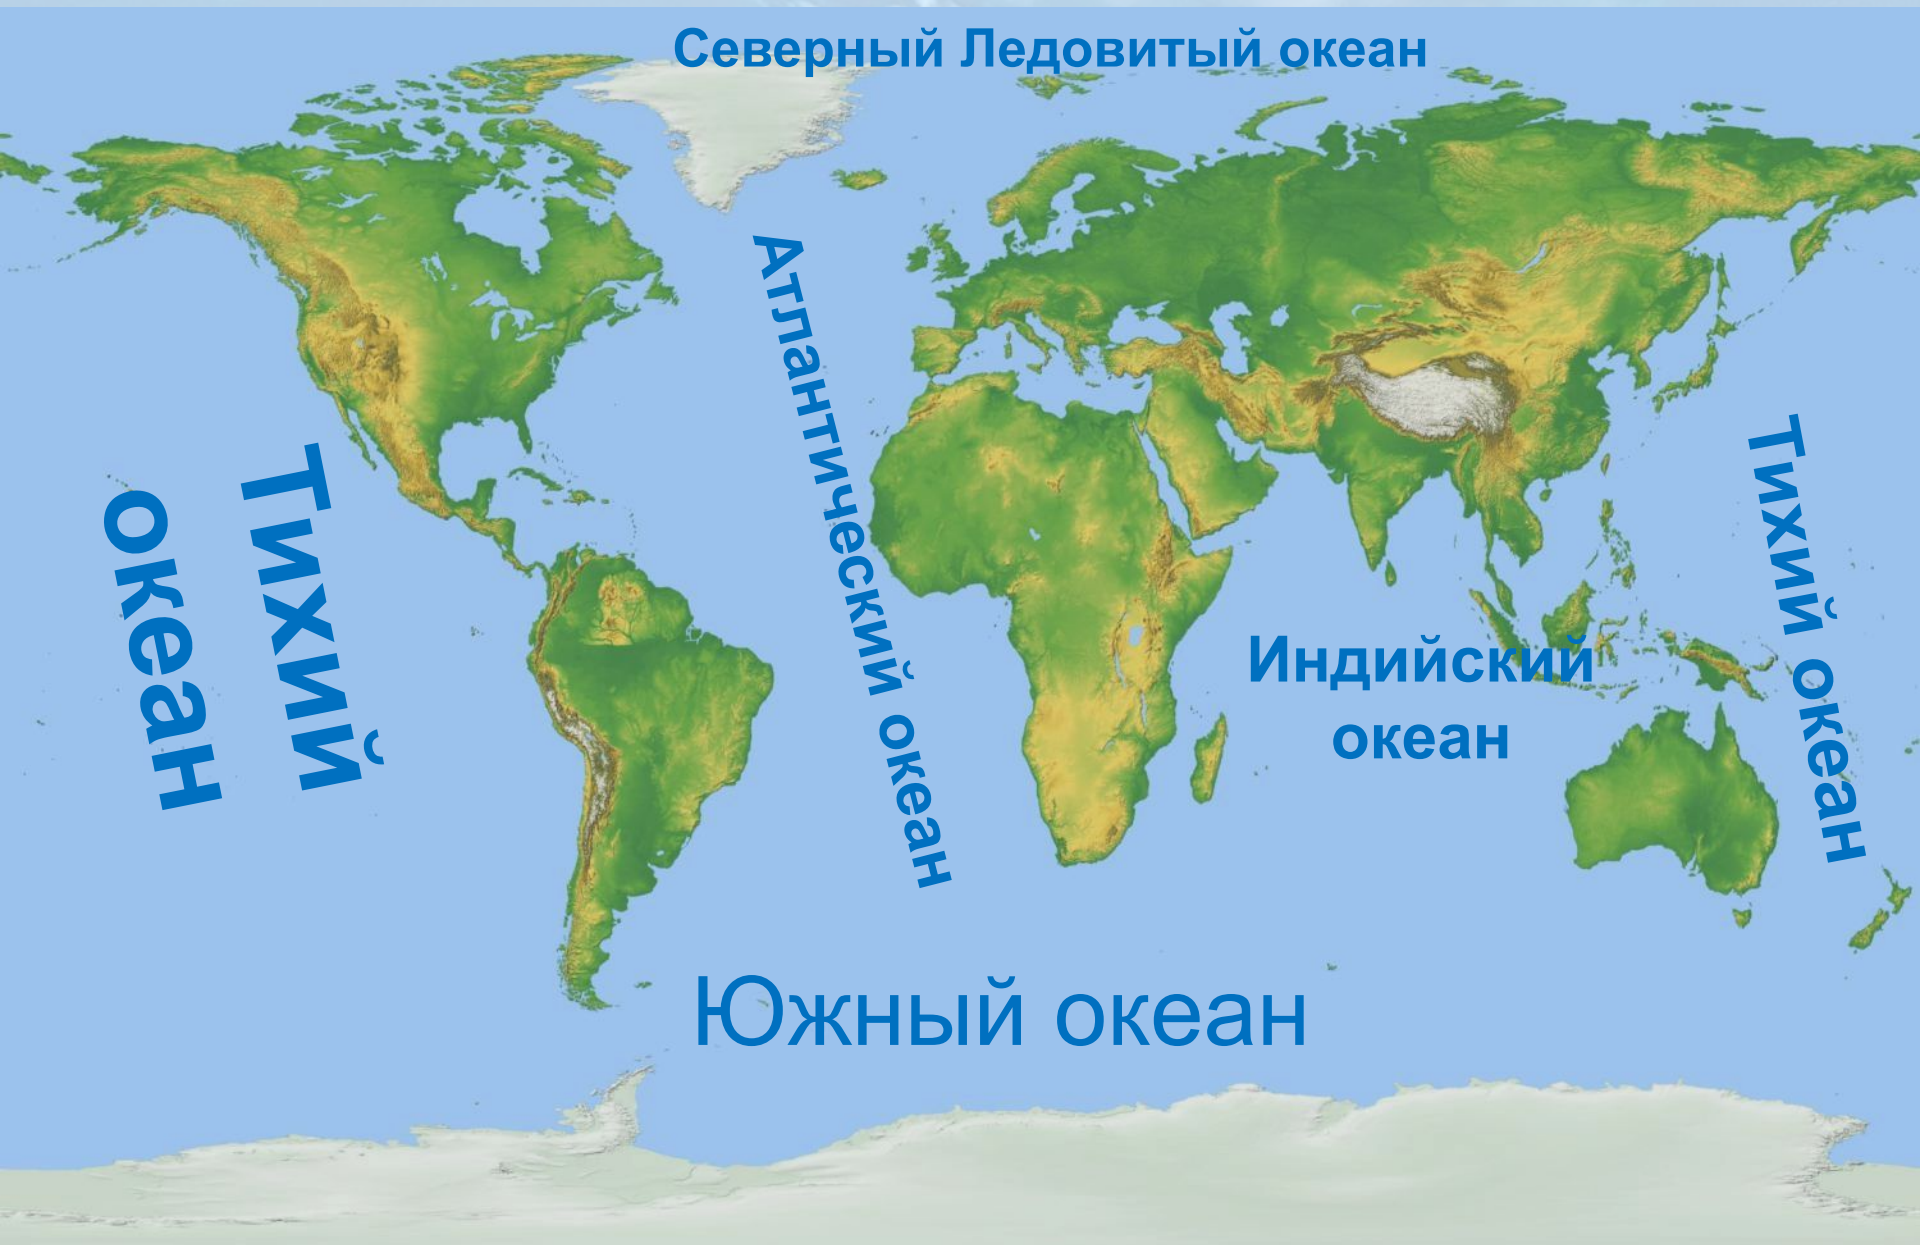 Северный Ледовитый океан
Тихий
океан
Атлантический океан
Индийский
океан
Тихий океан
Южный океан